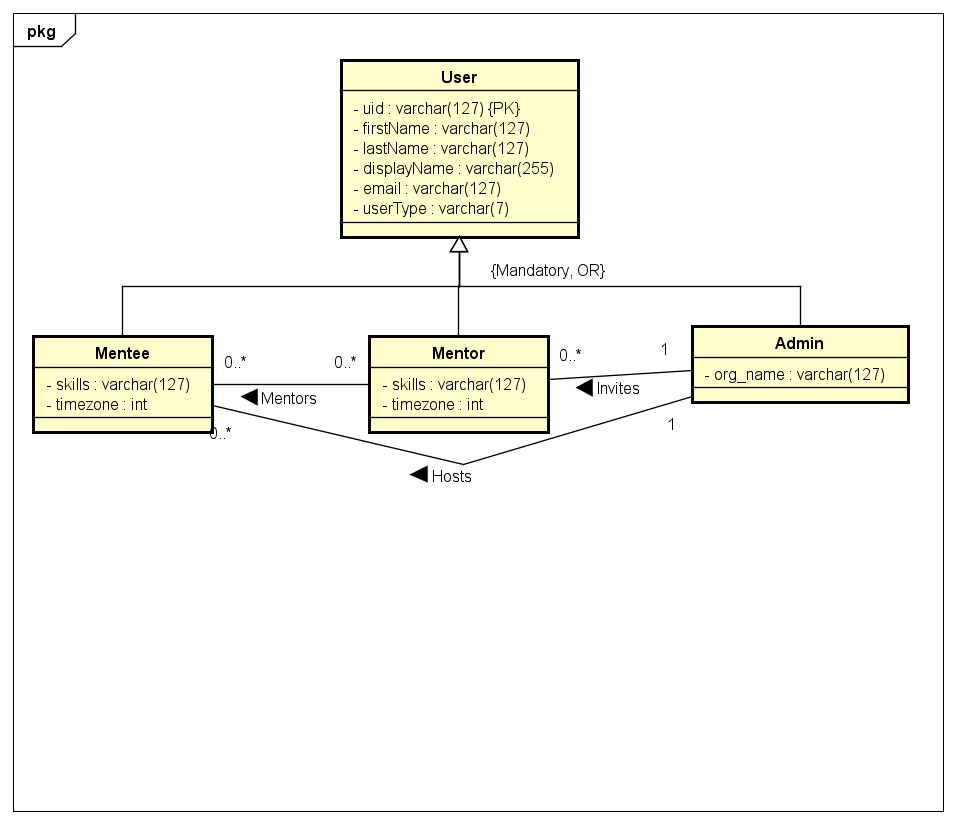 pkg
User
- uid : varchar(127) {PK}
- firstName : varchar(127)
- lastName : varchar(127)
- displayName : varchar(255)
- email : varchar(127)
- userType : varchar(7)
{Mandatory, OR}
Mentee
- skills : varchar(127)
- timezone : int
0..*
0..*
Mentors
Mentor
- skills : varchar(127)
- timezone : int
0..*
1
Invites
Admin
- org_name : varchar(127)
0..*
1
Hosts